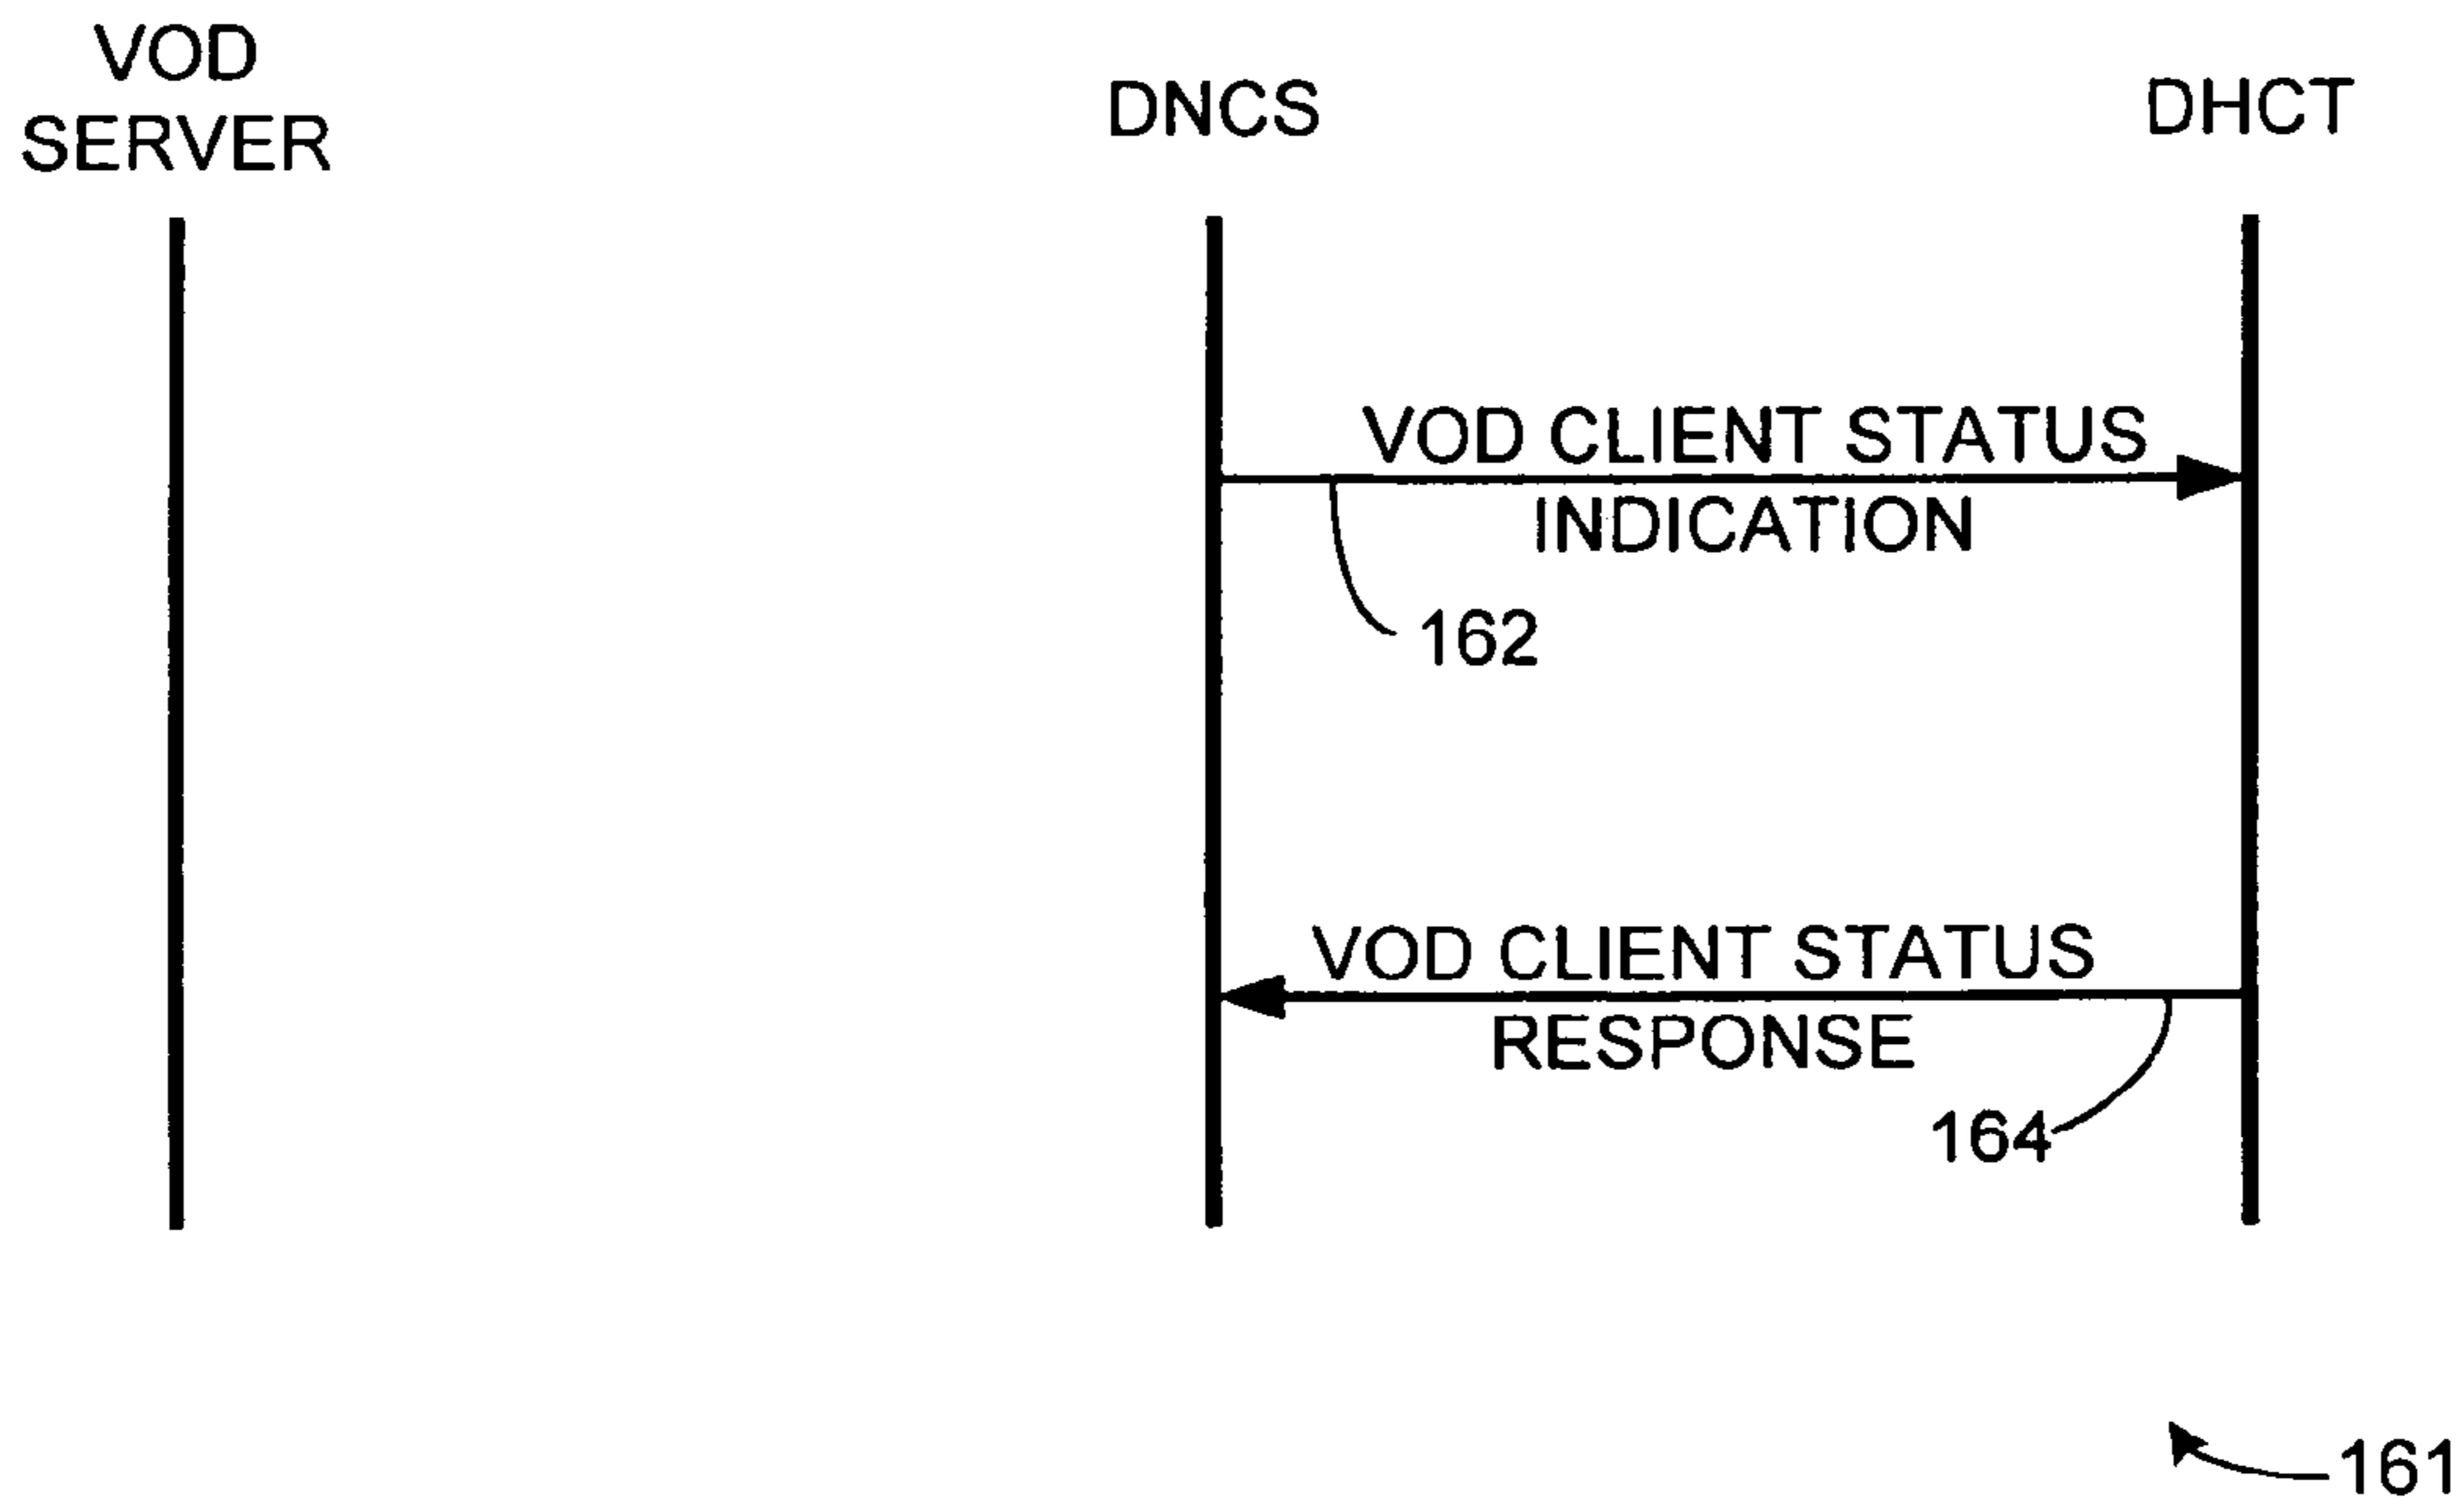 VOD
SERVER
DNCS
DHCT
VOD CLIENT STATUS
INDICATION
162
VOD CLIENT STATUS
RESPONSE
164
161